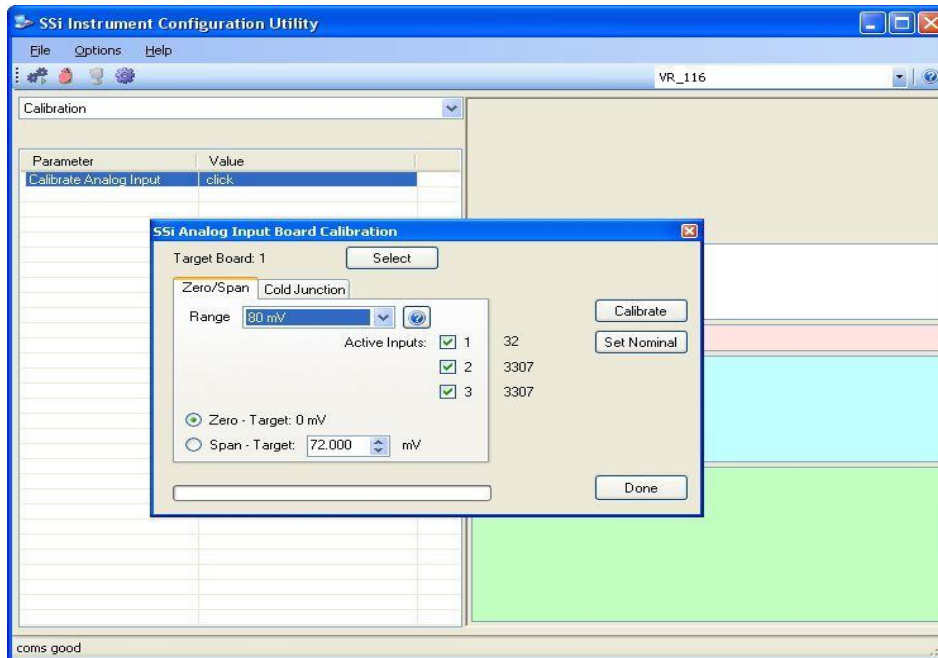 SSi Instrument Configuration Utility
File Options Help
VR_116
Calibration
Parameter Value
Calibrate Analog Input click
SSi Analog Input Board Calibration
Target Board: 1 Select
Zero/Span Cold Junction
Range 80 mV
Calibrate
Active Inputs: 1 32
Set Nominal
2 3307
3 3307
Zero - Target: 0 mV
Span - Target: 72.000 mV
Done
coms good